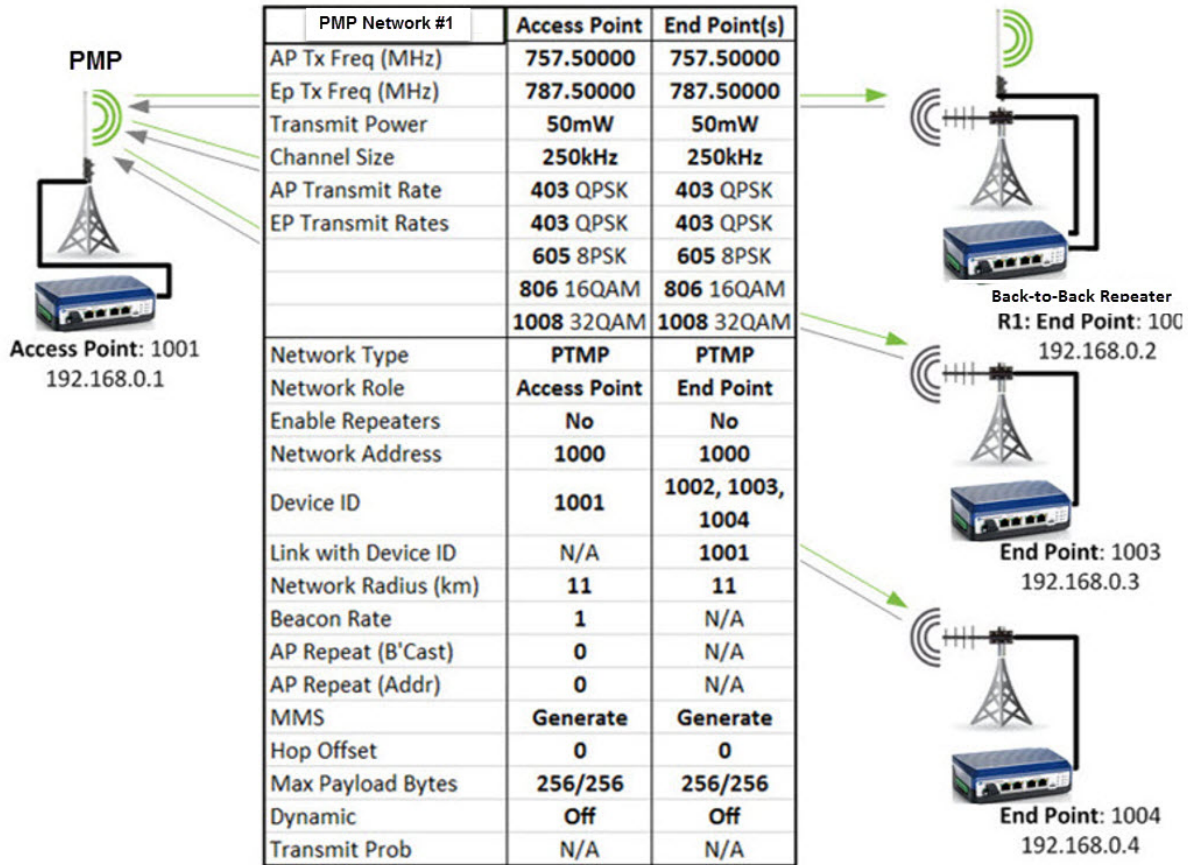 PMP
Access Point: 1001
192.168.0.1
PMP Network #1 Access Point End Point(s)
AP Tx Freq (MHz) 757.50000 757.50000
Ep Tx Freq (MHz) 787.50000 787.50000
Transmit Power 50mW 50mW
Channel Size 250kHz 250kHz
AP Transmit Rate 403 QPSK 403 QPSK
EP Transmit Rates 403 QPSK 403 QPSK
605 8PSK 605 8PSK
806 16QAM 806 16QAM
1008 32QAM 1008 32QAM
Network Type PTMP PTMP
Network Role Access Point End Point
Enable Repeaters No No
Network Address 1000 1000
Device ID 1001 1002, 1003,
1004
Link with Device ID N/A 1001
Network Radius (km) 11 11
Beacon Rate 1 N/A
AP Repeat (B'Cast) 0 N/A
AP Repeat (Addr) 0 N/A
MMS Generate Generate
Hop Offset 0 0
Max Payload Bytes 256/256 256/256
Dynamic Off Off
Transmit Prob N/A N/A
Back-to-Back Repeater
R1: End Point: 100
192.168.0.2
End Point: 1003
192.168.0.3
End Point: 1004
192.168.0.4